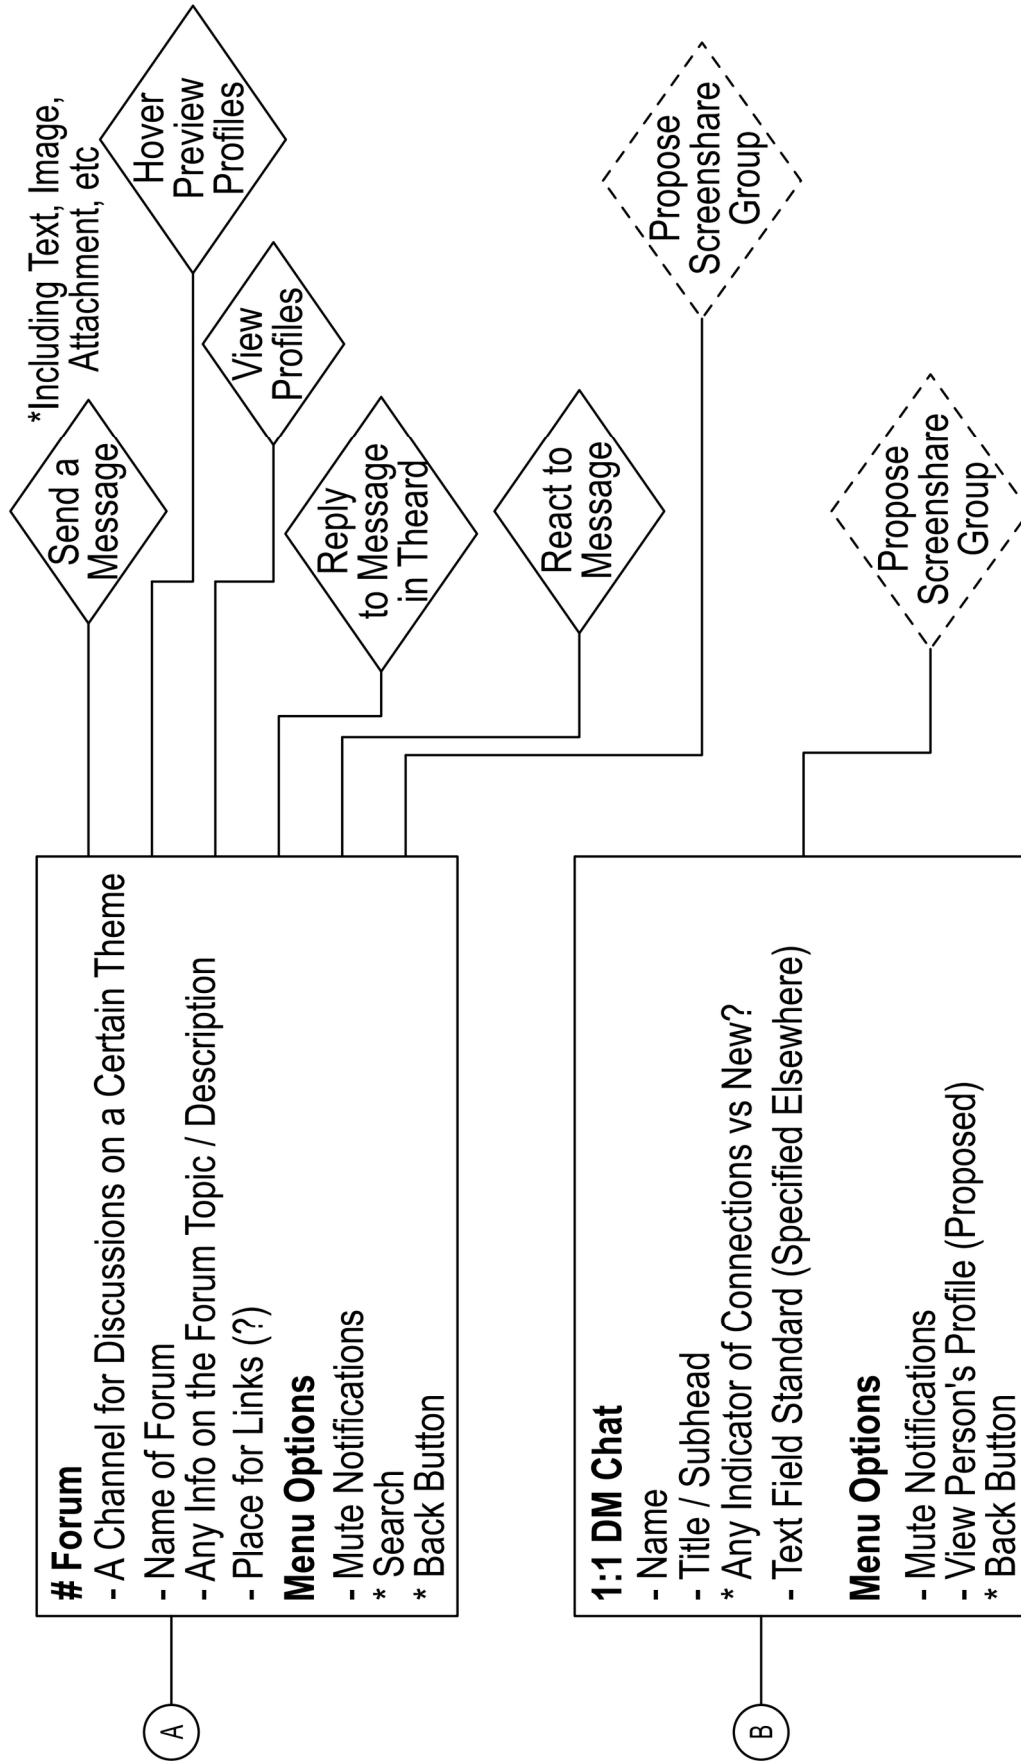 A
# Forum
- A Channel for Discussions on a Certain Theme
- Name of Forum
- Any Info on the Forum Topic / Description
- Place for Links (?)
Menu Options
- Mute Notifications
* Search
* Back Button
Send a
Message
*Including Text, Image,
Attachment, etc
Hover
Preview
Profiles
View
Profiles
Reply
to Message
in Theard
React to
Message
Propose
Screenshare
Group
B
1:1 DM Chat
- Name
- Title / Subhead
* Any Indicator of Connections vs New?
- Text Field Standard (Specified Elsewhere)
Menu Options
- Mute Notifications
- View Person's Profile (Proposed)
* Back Button
Propose
Screenshare
Group